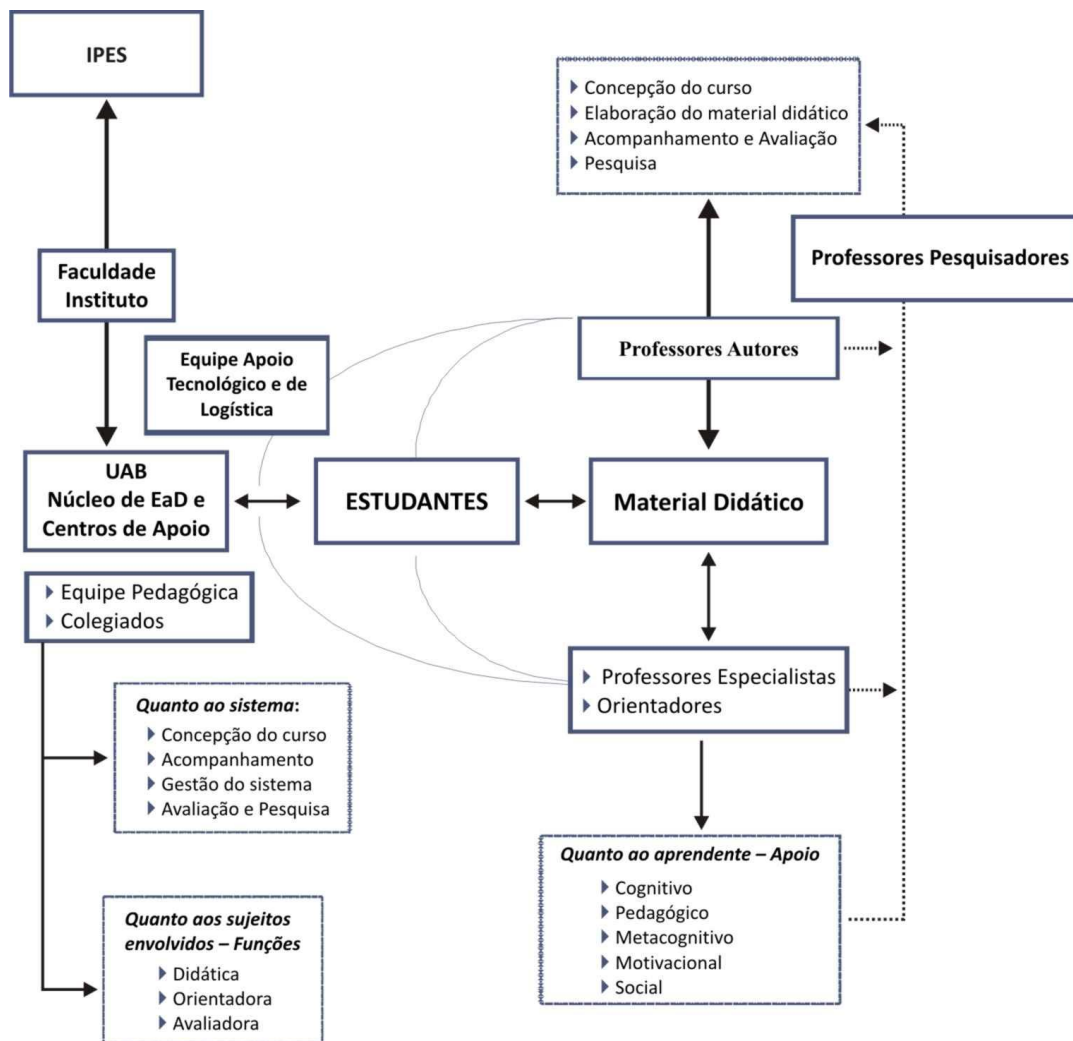 IPES
Concepção do curso
Elaboração do material didático
Acompanhamento e Avaliação
Pesquisa
Professores Pesquisadores
Faculdade
Instituto
Equipe Apoio
Tecnológico e de
Logística
Professores Autores
UAB
Núcleo de EaD e
Centros de Apoio
ESTUDANTES
Material Didático
Equipe Pedagógica
Colegiados
Professores Especialistas
Orientadores
Quanto ao sistema:
Concepção do curso
Acompanhamento
Gestão do sistema
Avaliação e Pesquisa
Quanto ao aprendente – Apoio
Cognitivo
Pedagógico
Metacognitivo
Motivacional
Social
Quanto aos sujeitos
envolvidos – Funções
Didática
Orientadora
Avaliadora